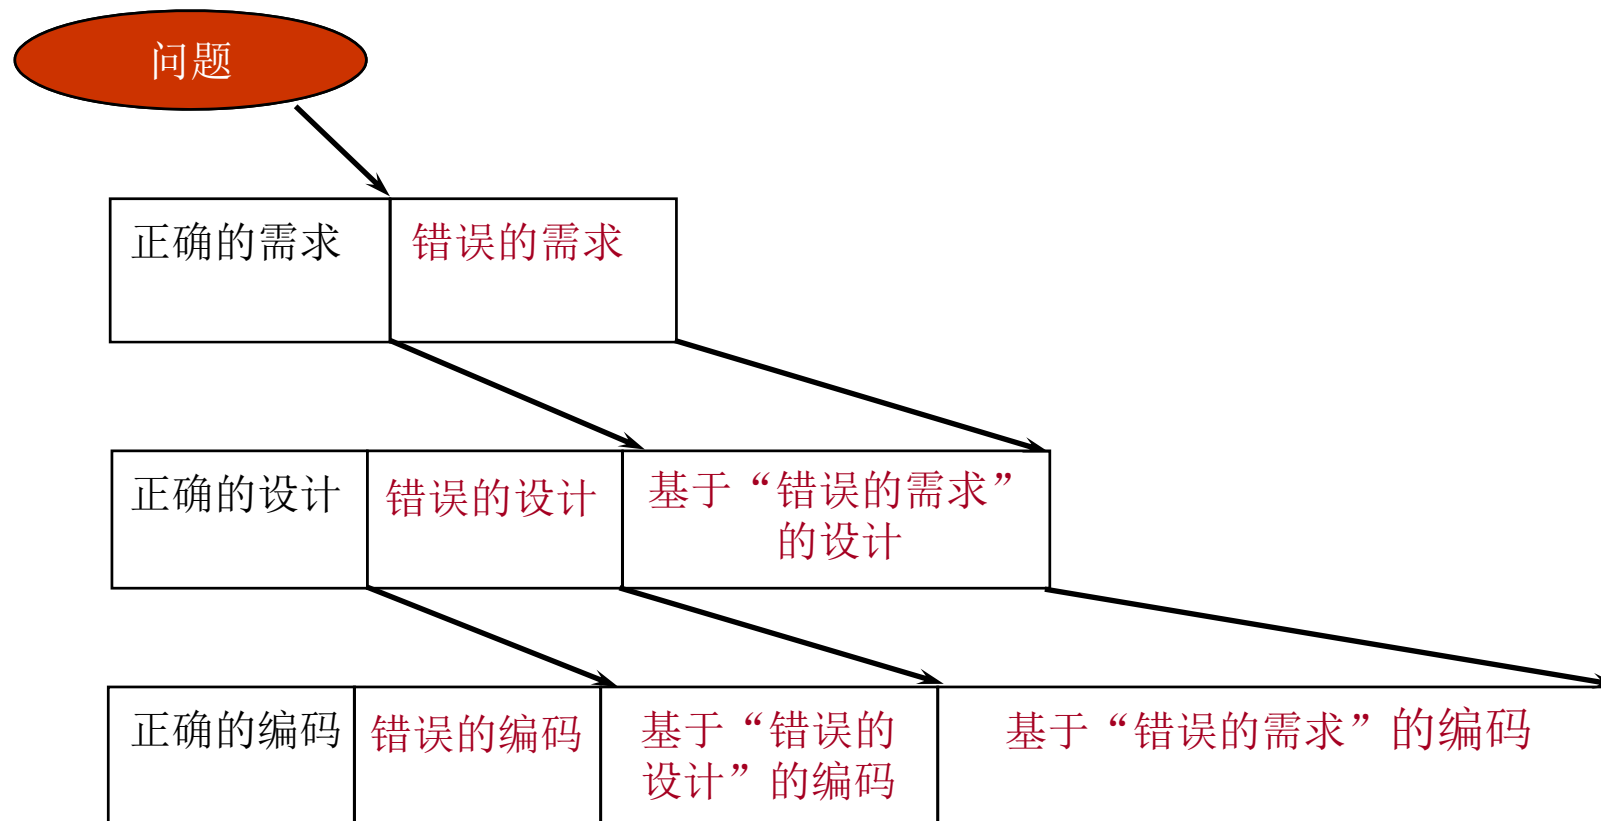 问题
正确的需求
错误的需求
正确的设计
错误的设计
基于“错误的需求”
的设计
正确的编码
错误的编码
基于“错误的
设计”的编码
基于“错误的需求”的编码